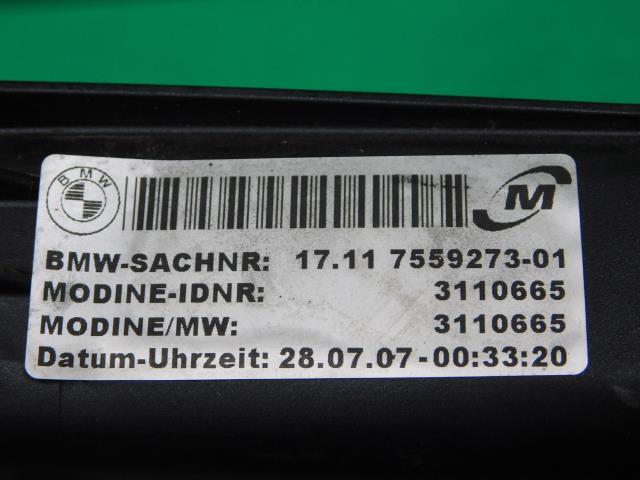 BMW
M
BMW-SACHNR: 17.11 7559273-01
MODINE-IDNR: 3110665
MODINE/MW: 3110665
Datum-Uhrzeit: 28.07.07-00:33:20